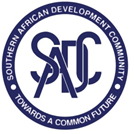 SOUTHERN AFRICAN DEVELOPMENT COMMUNITY
SADC
• TOWARDS A COMMON FUTURE •